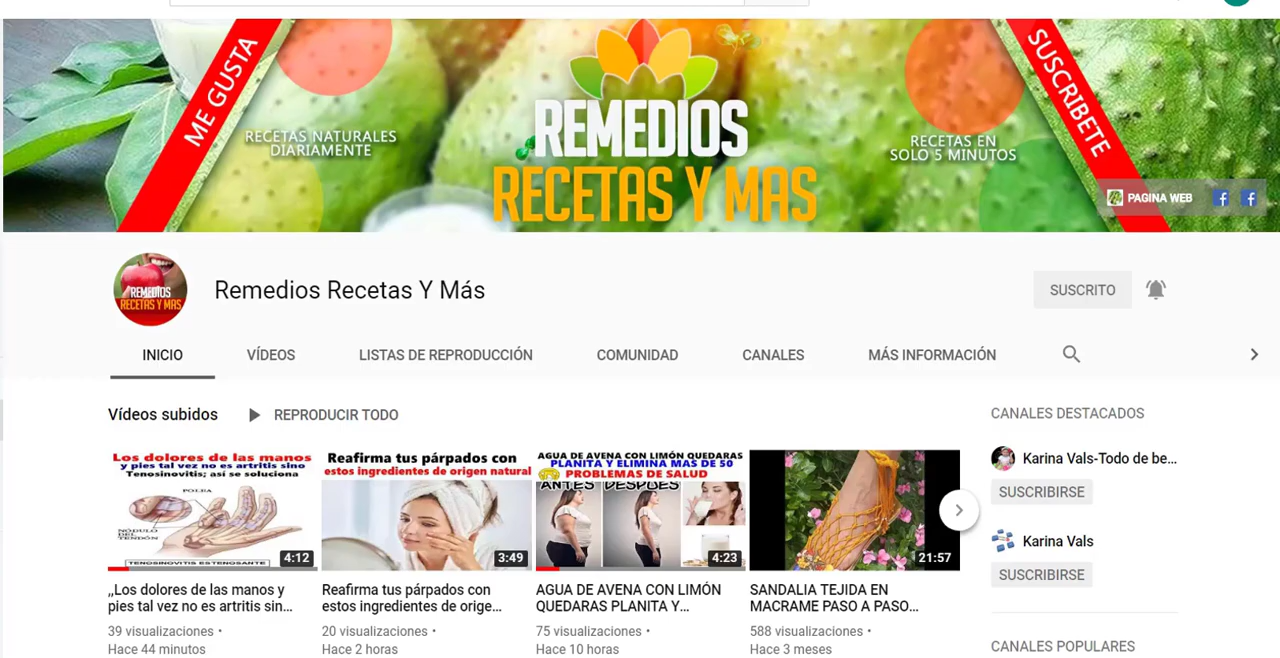 ME GUSTA
RECETAS NATURALES
DIARIAMENTE
REMEDIOS
RECETAS Y MAS
RECETAS EN
SOLO 5 MINUTOS
SUSCRIBETE
PAGINA WEB
REMEDIOS
RECETAS Y MAS
Remedios Recetas Y Más
SUSCRITO
INICIO
VÍDEOS
LISTAS DE REPRODUCCIÓN
COMUNIDAD
CANALES
MÁS INFORMACIÓN
Vídeos subidos
REPRODUCIR TODO
Los dolores de las manos
y pies tal vez no es artritis sino
Tenosinovitis; así se soluciona
POLEA
NÓDULO
DEL
TENDÓN
TENOSINOVITIS ESTENOSANTE
4:12
„Los dolores de las manos y
pies tal vez no es artritis sin...
39 visualizaciones •
Hace 44 minutos
Reafirma tus párpados con
estos ingredientes de origen natural
3:49
Reafirma tus párpados con
estos ingredientes de orige...
20 visualizaciones •
Hace 2 horas
AGUA DE AVENA CON LIMÓN QUEDARAS
PLANITA Y ELIMINA MAS DE 50
PROBLEMAS DE SALUD
ANTES DESPUÉS
4:23
AGUA DE AVENA CON LIMÓN
QUEDARAS PLANITA Y...
75 visualizaciones •
Hace 10 horas
21:57
SANDALIA TEJIDA EN
MACRAME PASO A PASO...
588 visualizaciones •
Hace 3 meses
CANALES DESTACADOS
Karina Vals-Todo de be...
SUSCRIBIRSE
Karina Vals
SUSCRIBIRSE
CANALES POPULARES